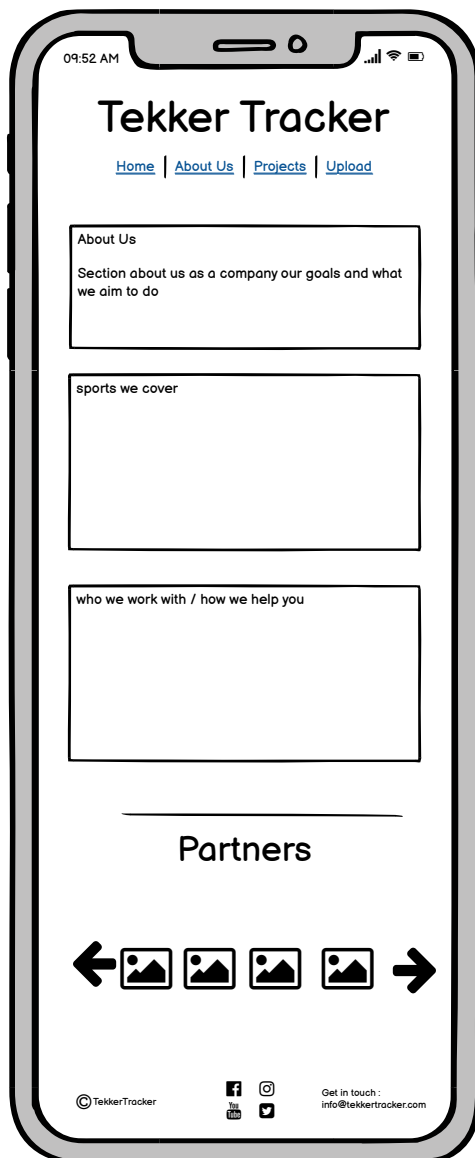 09:52 AM
Tekker Tracker
Home | About Us | Projects | Upload
About Us
Section about us as a company our goals and what
we aim to do
sports we cover
who we work with / how we help you
Partners
© TekkerTracker
You
Tube
Get in touch :
info@tekkertracker.com